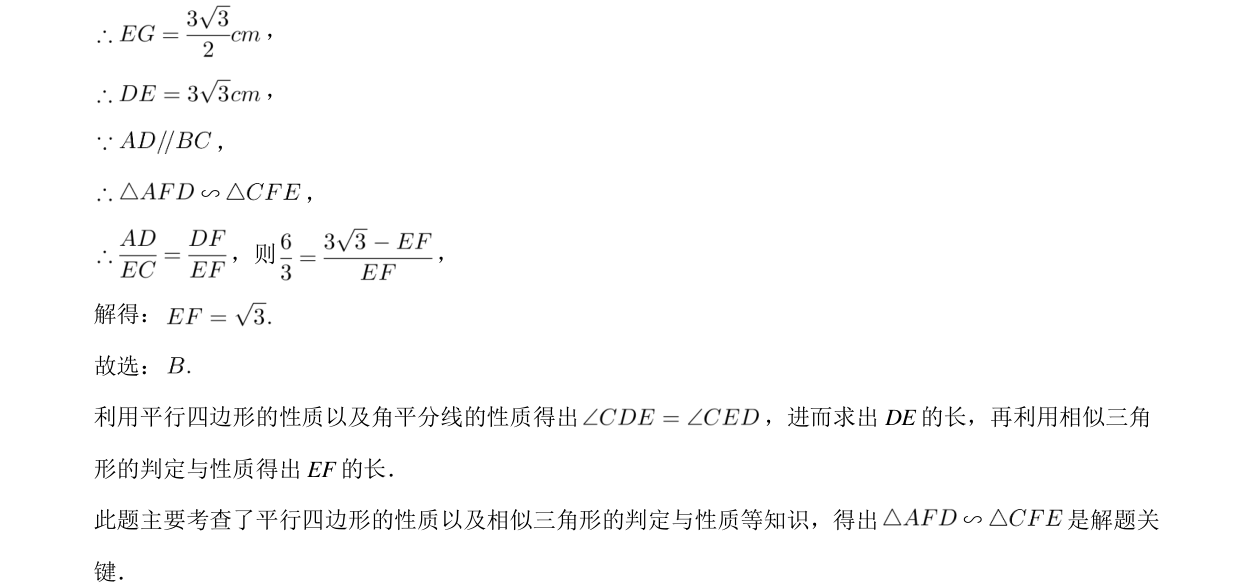 ∴ EG = 3√3/2 cm，
∴ DE = 3√3cm，
∵ AD//BC，
∴ △AFD∽△CFE，
∴ AD/EC = DF/EF，则 6/3 = (3√3 − EF)/EF，
解得：EF = √3.
故选：B.
利用平行四边形的性质以及角平分线的性质得出∠CDE = ∠CED，进而求出 DE 的长，再利用相似三角
形的判定与性质得出 EF 的长．
此题主要考查了平行四边形的性质以及相似三角形的判定与性质等知识，得出△AFD∽△CFE是解题关
键．